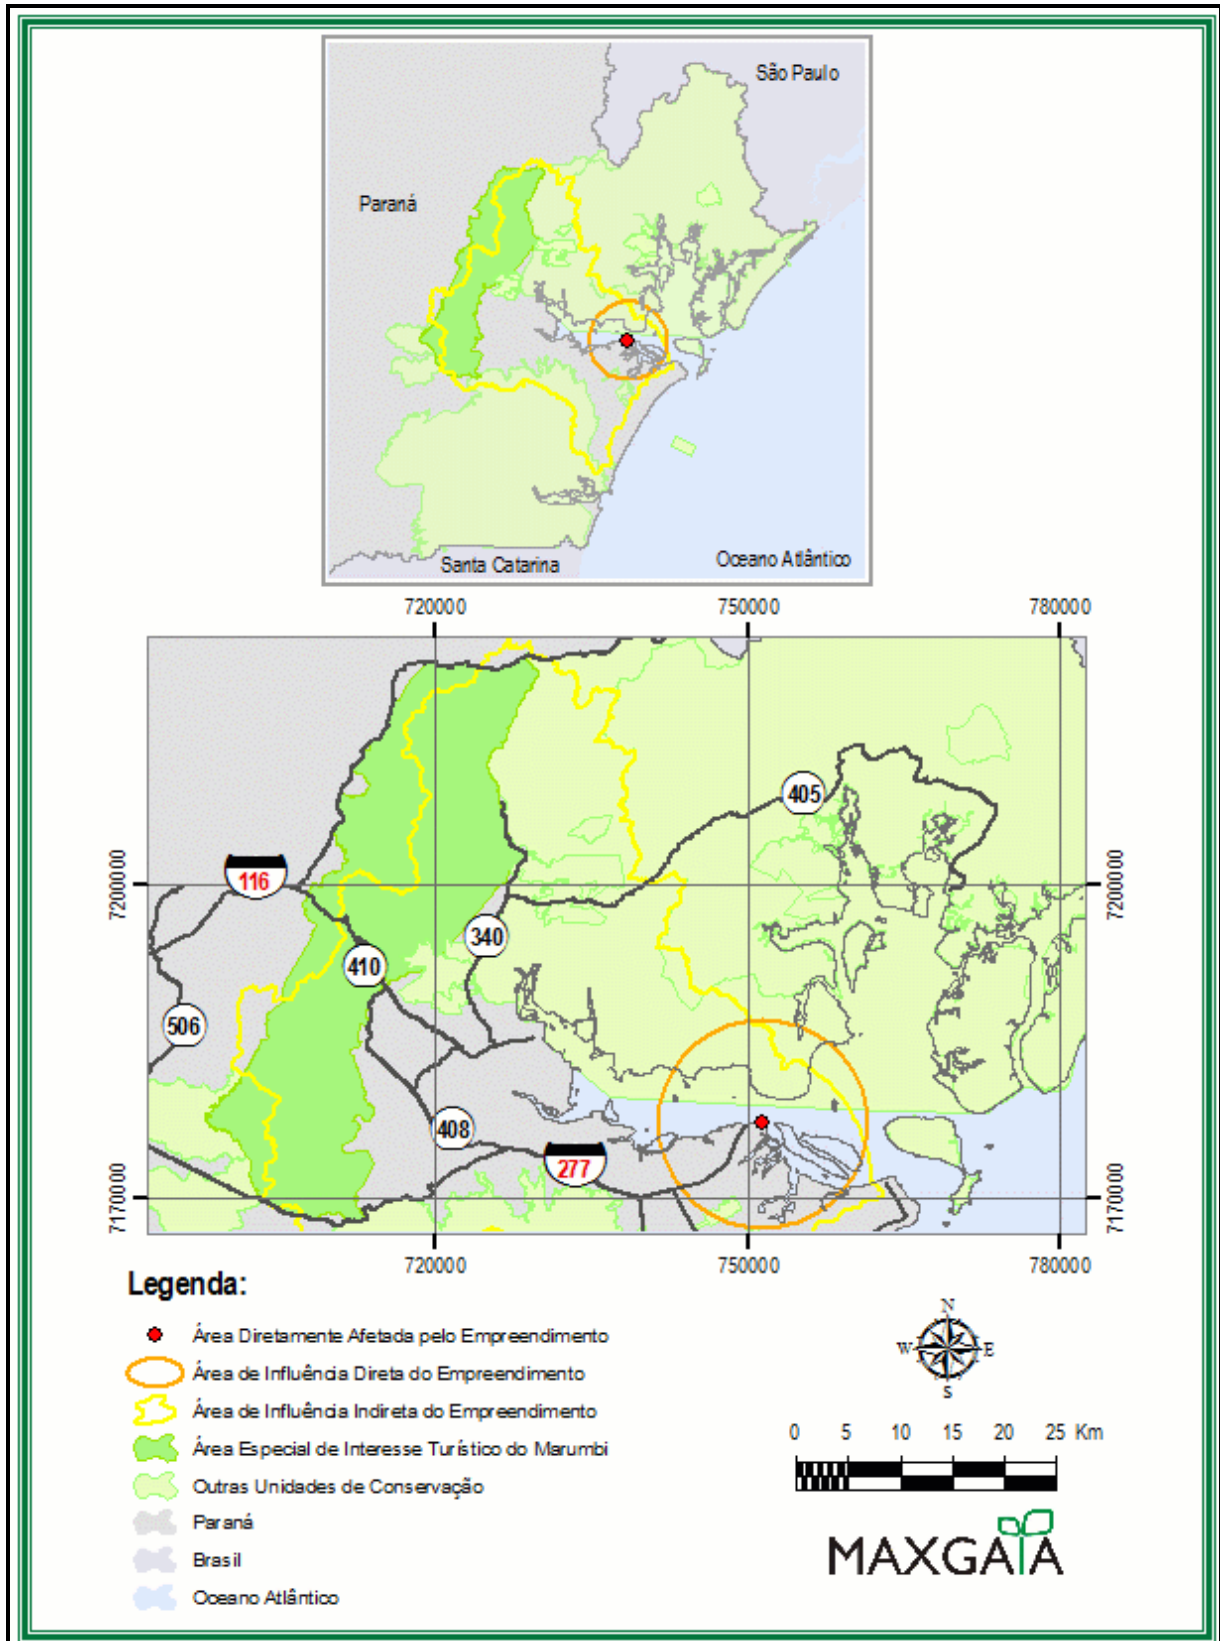 São Paulo
Paraná
Santa Catarina
Oceano Atlântico
720000 750000 780000
405
7200000 7200000
116
340
410
506
408
277
7170000 7170000
720000 750000 780000
Legenda:
Área Diretamente Afetada pelo Empreendimento
Área de Influência Direta do Empreendimento
Área de Influência Indireta do Empreendimento
Área Especial de Interesse Turístico do Marumbi
Outras Unidades de Conservação
Paraná
Brasil
Oceano Atlântico
N
W E
S
0 5 10 15 20 25 Km
MAXGAIA